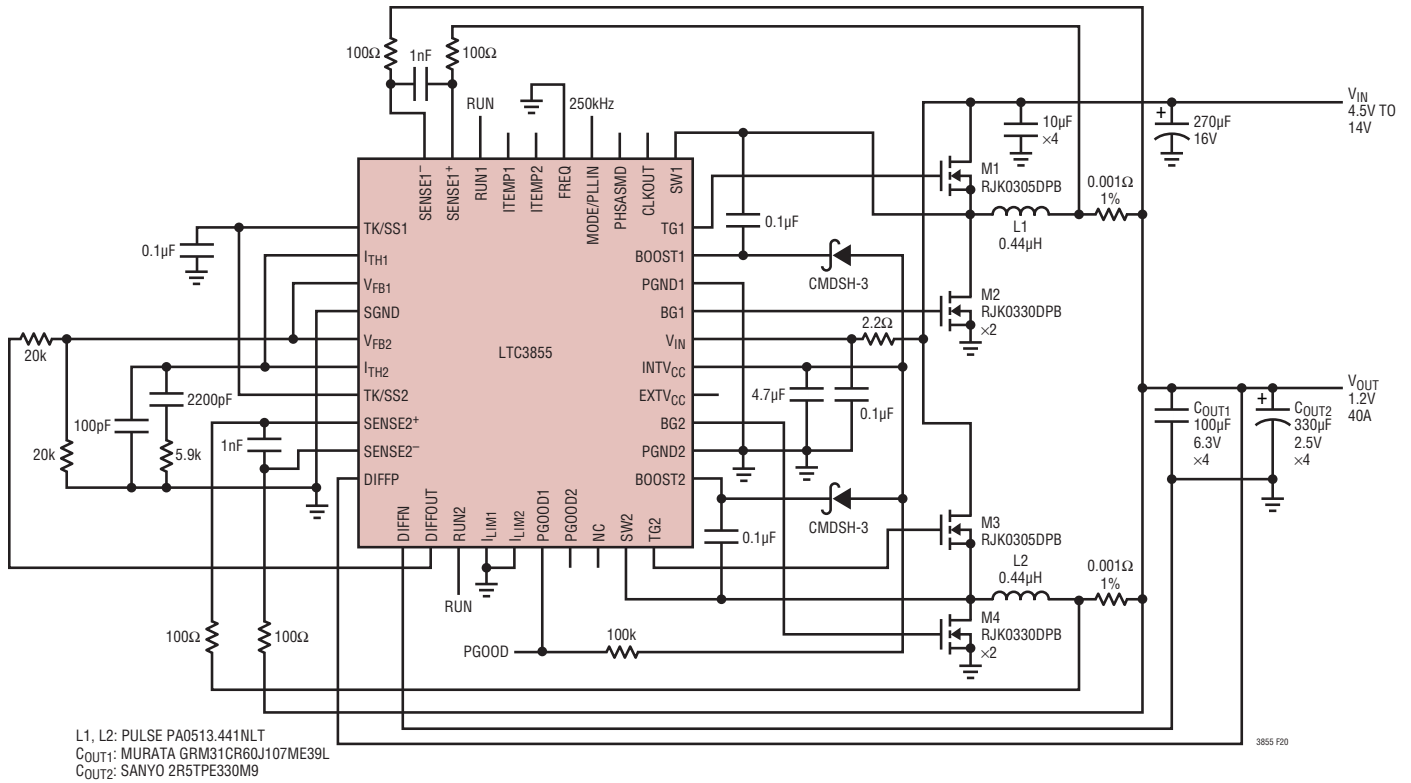 100Ω
1nF
100Ω
RUN
250kHz
V_IN
4.5V TO
14V
10µF
×4
+
270µF
16V
M1
RJK0305DPB
0.001Ω
1%
L1
0.44µH
SENSE1–
SENSE1+
RUN1
ITEMP1
ITEMP2
FREQ
MODE/PLLIN
PHSASMD
CLKOUT
SW1
0.1µF
TK/SS1
I_TH1
V_FB1
SGND
V_FB2
I_TH2
TK/SS2
SENSE2+
SENSE2–
DIFFP
LTC3855
TG1
BOOST1
PGND1
BG1
V_IN
INTV_CC
EXTV_CC
BG2
PGND2
BOOST2
DIFFN
DIFFOUT
RUN2
I_LIM1
I_LIM2
PGOOD1
PGOOD2
NC
SW2
TG2
0.1µF
CMDSH-3
M2
RJK0330DPB
×2
2.2Ω
4.7µF
0.1µF
20k
2200pF
100pF
20k
5.9k
1nF
V_OUT
1.2V
40A
C_OUT1
100µF
6.3V
×4
+
C_OUT2
330µF
2.5V
×4
0.1µF
CMDSH-3
M3
RJK0305DPB
L2
0.44µH
0.001Ω
1%
M4
RJK0330DPB
×2
RUN
100Ω
100Ω
PGOOD
100k
L1, L2: PULSE PA0513.441NLT
C_OUT1: MURATA GRM31CR60J107ME39L
C_OUT2: SANYO 2R5TPE330M9
3855 F20